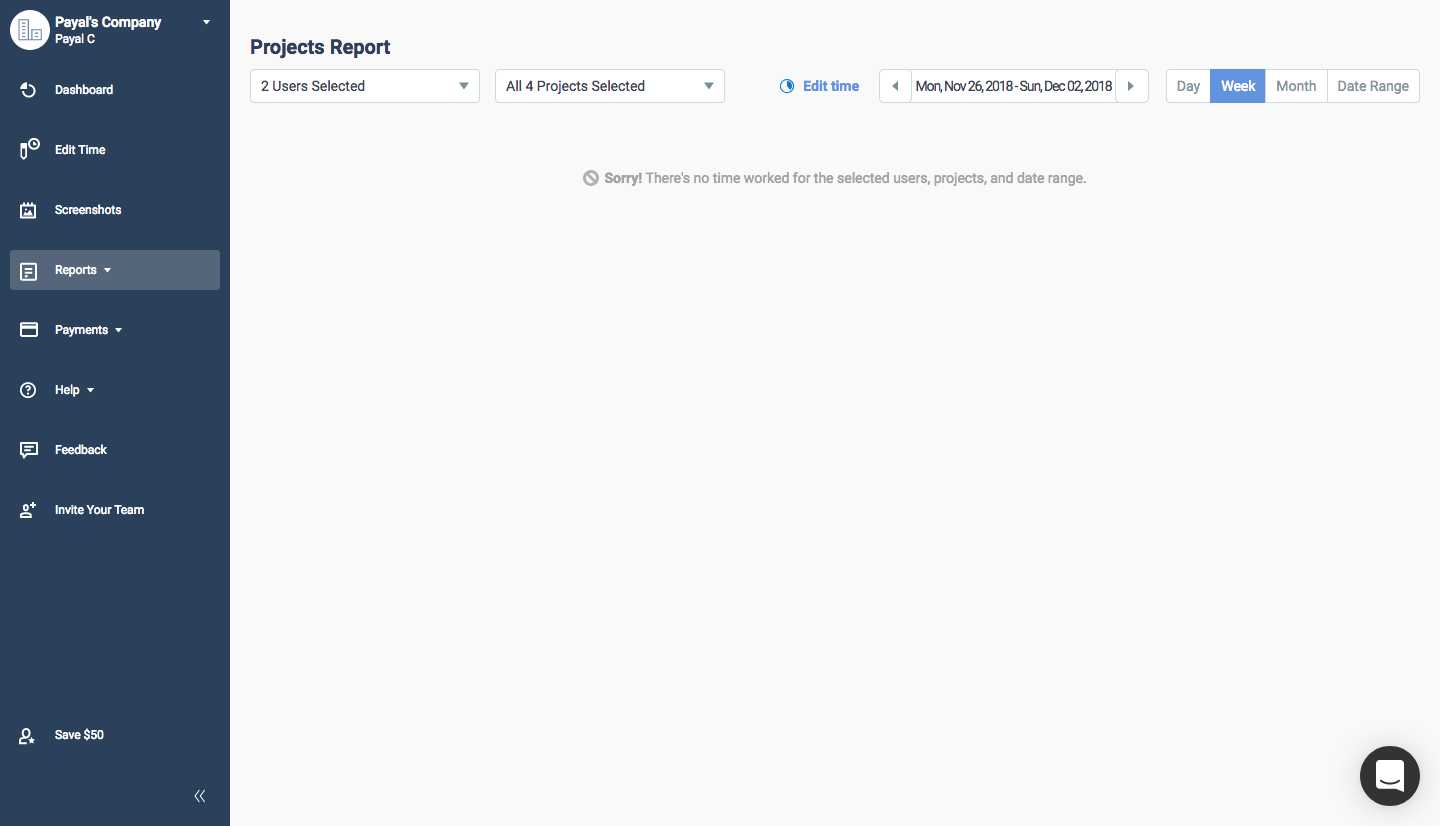 Payal's Company
Payal C
Dashboard
Edit Time
Screenshots
Reports
Payments
Help
Feedback
Invite Your Team
Save $50
Projects Report
2 Users Selected
All 4 Projects Selected
Edit time
Mon, Nov 26, 2018 - Sun, Dec 02, 2018
Day
Week
Month
Date Range
Sorry! There's no time worked for the selected users, projects, and date range.